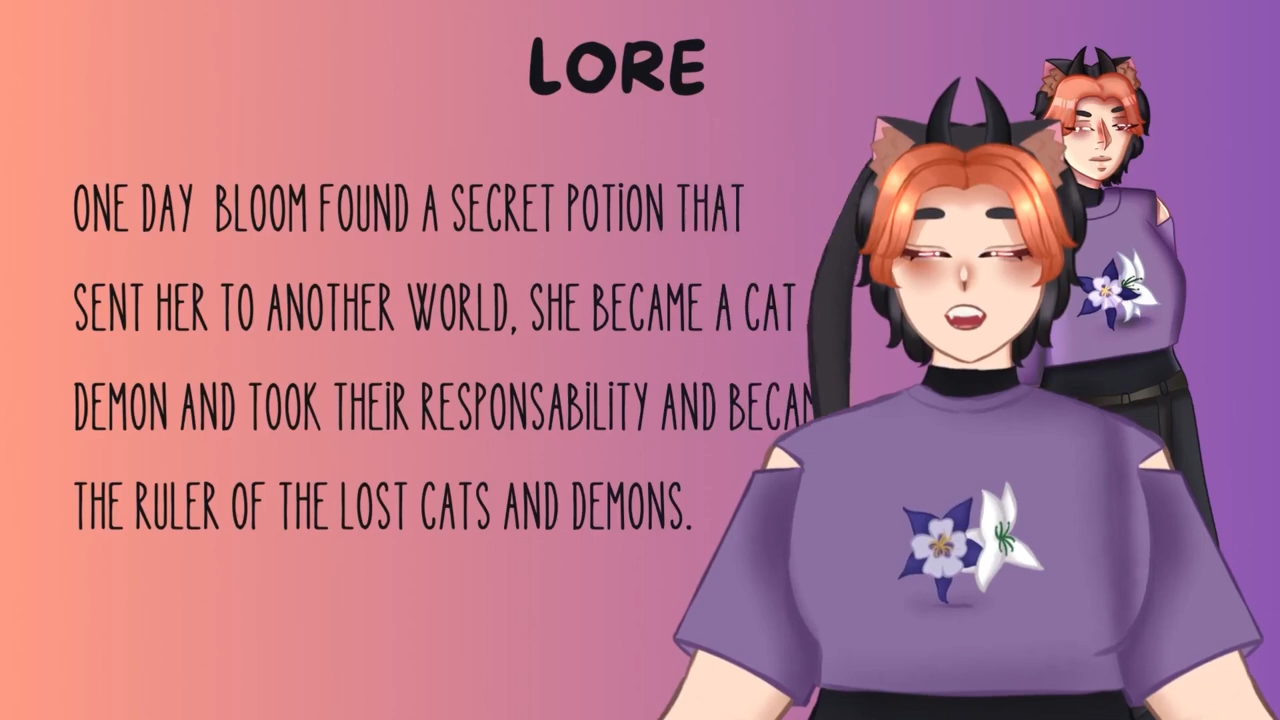 LORE
ONE DAY BLOOM FOUND A SECRET POTION THAT
SENT HER TO ANOTHER WORLD, SHE BECAME A CAT
DEMON AND TOOK THEIR RESPONSABILITY AND
THE RULER OF THE LOST CATS AND DEMONS.